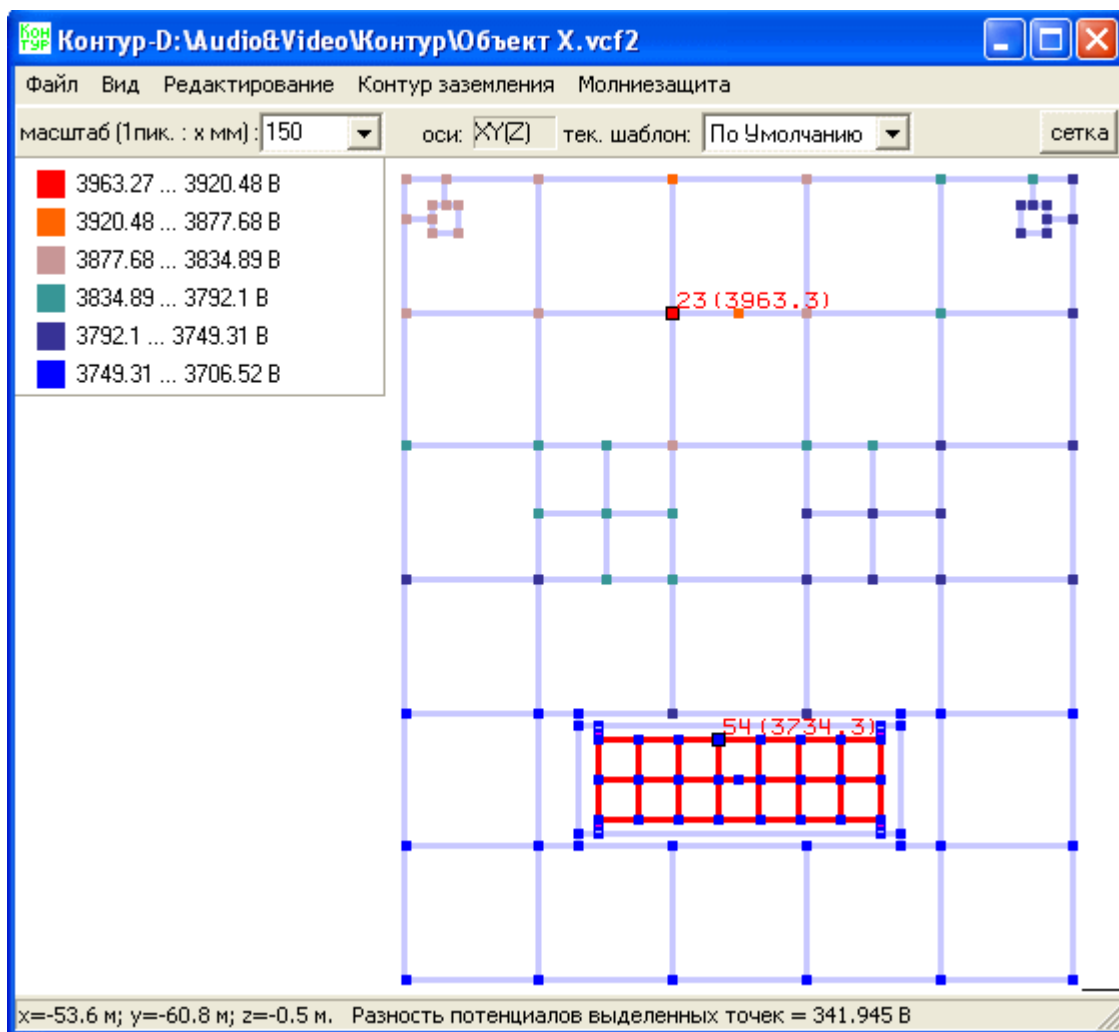 КОН ТУР Контур-D:\Audio&Video\Контур\Объект X.vcf2
Файл Вид Редактирование Контур заземления Молниезащита
масштаб (1пик. : x мм) : 150 оси: XY(Z) тек. шаблон: По Умолчанию сетка
3963.27 ... 3920.48 В
3920.48 ... 3877.68 В
3877.68 ... 3834.89 В
3834.89 ... 3792.1 В
3792.1 ... 3749.31 В
3749.31 ... 3706.52 В
23(3963.3)
54(3734.3)
x=-53.6 м; y=-60.8 м; z=-0.5 м. Разность потенциалов выделенных точек = 341.945 В